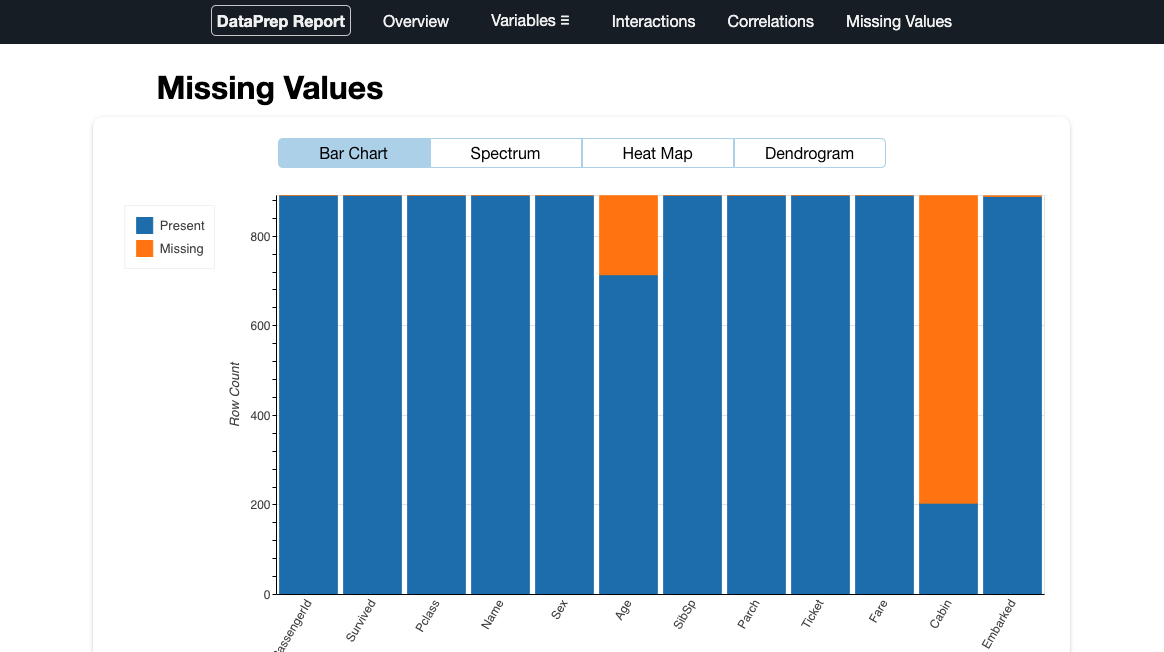 DataPrep Report Overview Variables ☰ Interactions Correlations Missing Values
Missing Values
Bar Chart Spectrum Heat Map Dendrogram
Present
Missing
800
600
400
200
0
Row Count
assengerId Survived Pclass Name Sex Age SibSp Parch Ticket Fare Cabin Embarked